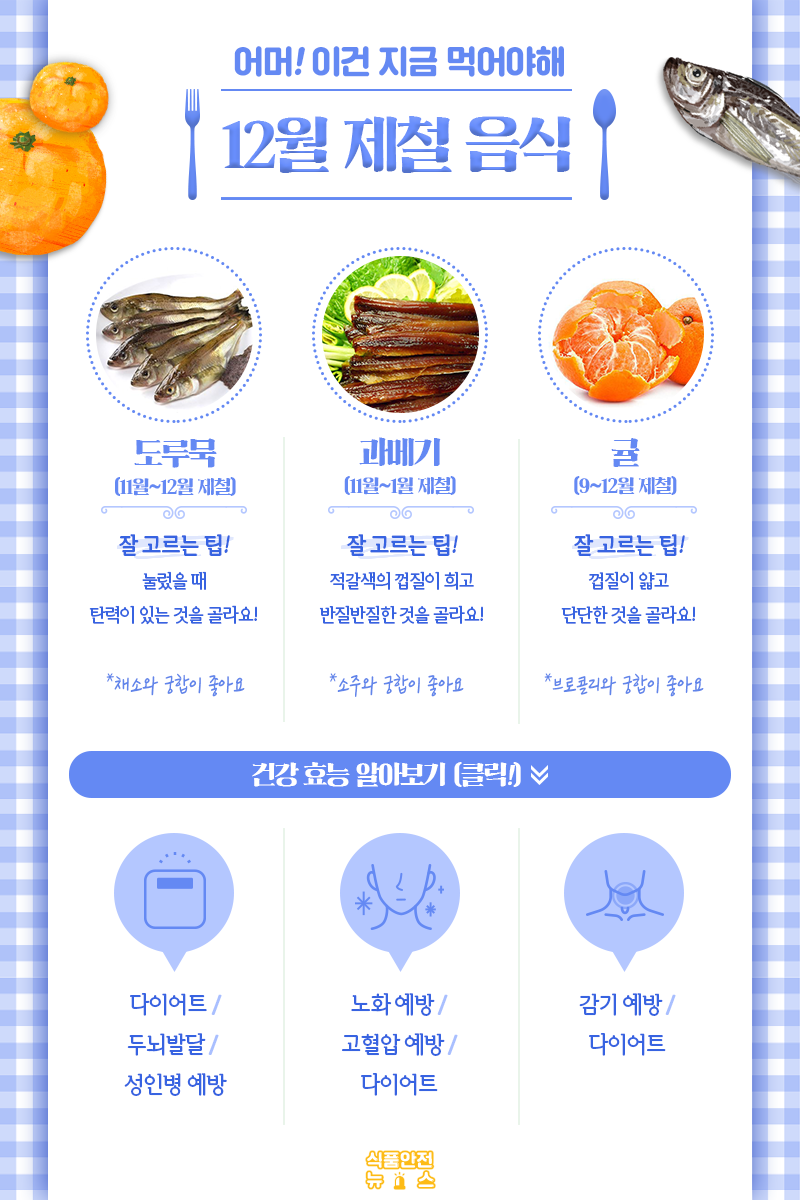 어머! 이건 지금 먹어야해
12월 제철 음식
도루묵
(11월~12월 제철)
잘 고르는 팁!
눌렀을 때
탄력이 있는 것을 골라요!
*채소와 궁합이 좋아요
과메기
(11월~1월 제철)
잘 고르는 팁!
적갈색의 껍질이 희고
반질반질한 것을 골라요!
*소주와 궁합이 좋아요
귤
(9~12월 제철)
잘 고르는 팁!
껍질이 얇고
단단한 것을 골라요!
*브로콜리와 궁합이 좋아요
건강 효능 알아보기 (클릭!)
다이어트 /
두뇌발달 /
성인병 예방
노화 예방 /
고혈압 예방 /
다이어트
감기 예방 /
다이어트
식품안전
뉴스